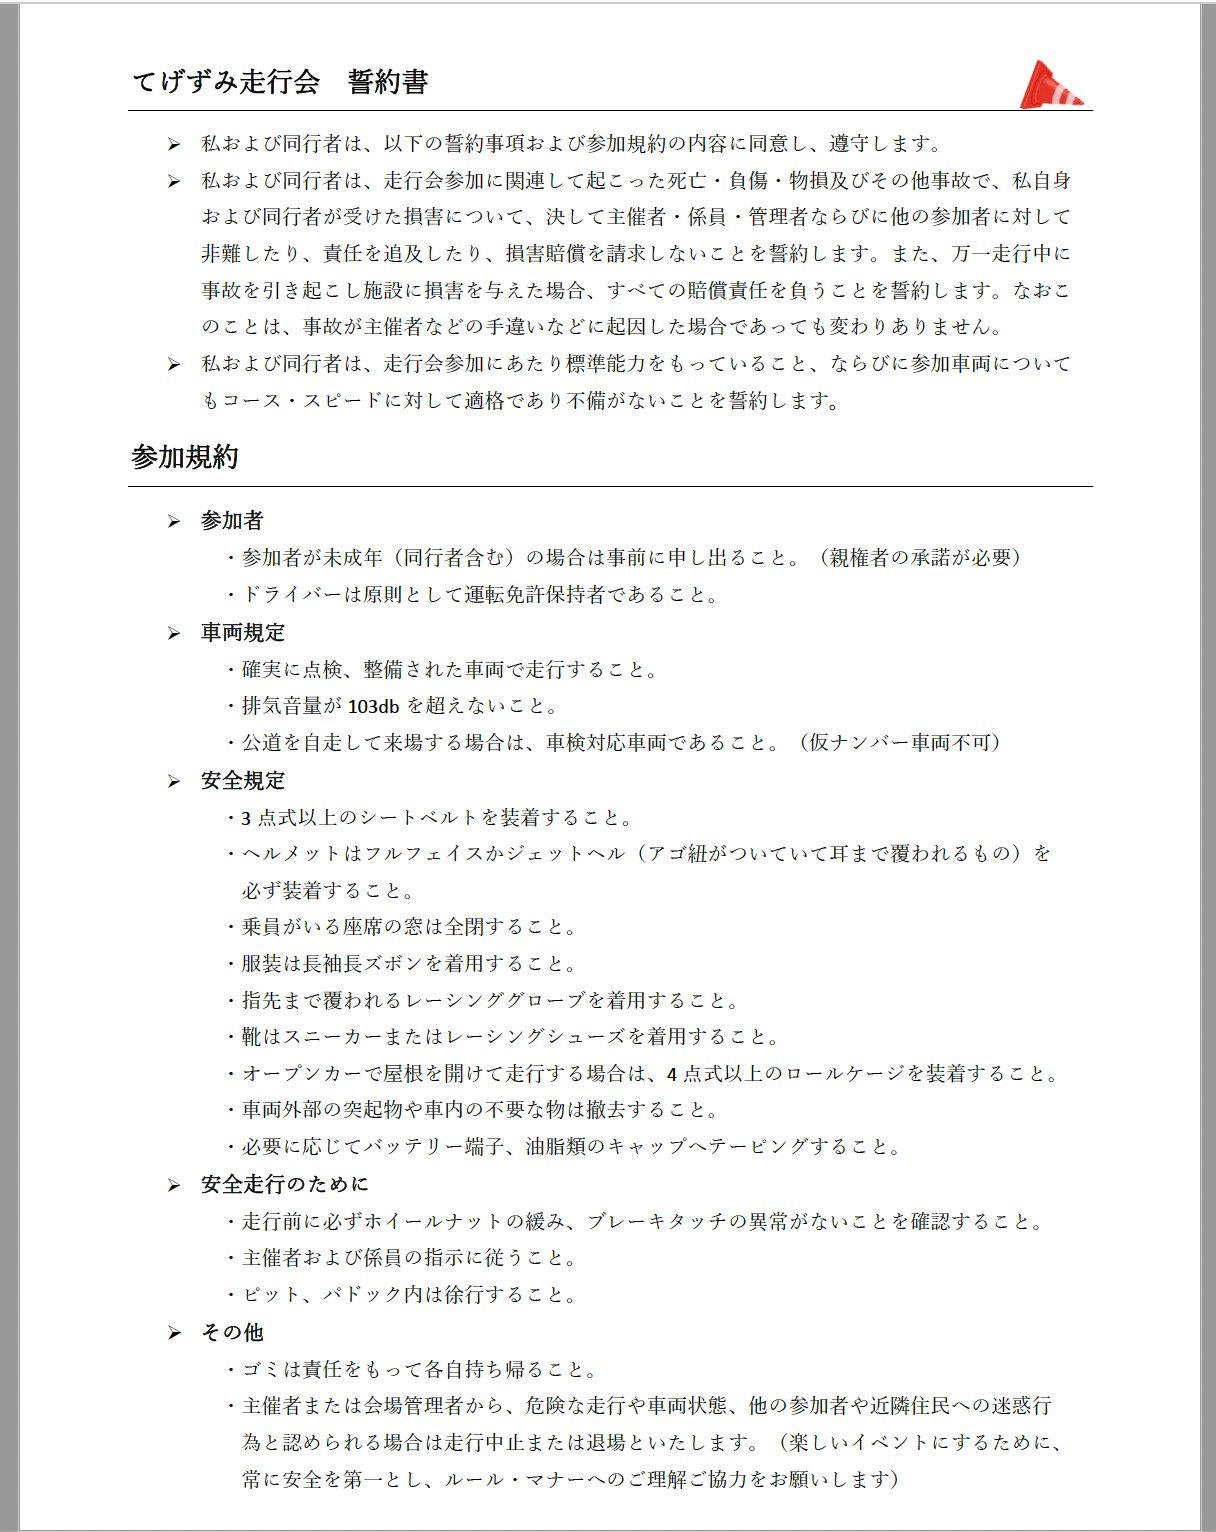 てげずみ走行会　誓約書
➢ 私および同行者は、以下の誓約事項および参加規約の内容に同意し、遵守します。
➢ 私および同行者は、走行会参加に関連して起こった死亡・負傷・物損及びその他事故で、私自身
および同行者が受けた損害について、決して主催者・係員・管理者ならびに他の参加者に対して
非難したり、責任を追及したり、損害賠償を請求しないことを誓約します。また、万一走行中に
事故を引き起こし施設に損害を与えた場合、すべての賠償責任を負うことを誓約します。なおこ
のことは、事故が主催者などの手違いなどに起因した場合であっても変わりありません。
➢ 私および同行者は、走行会参加にあたり標準能力をもっていること、ならびに参加車両について
もコース・スピードに対して適格であり不備がないことを誓約します。
参加規約
➢ 参加者
・参加者が未成年（同行者含む）の場合は事前に申し出ること。（親権者の承諾が必要）
・ドライバーは原則として運転免許保持者であること。
➢ 車両規定
・確実に点検、整備された車両で走行すること。
・排気音量が 103db を超えないこと。
・公道を自走して来場する場合は、車検対応車両であること。（仮ナンバー車両不可）
➢ 安全規定
・3 点式以上のシートベルトを装着すること。
・ヘルメットはフルフェイスかジェットヘル（アゴ紐がついていて耳まで覆われるもの）を
必ず装着すること。
・乗員がいる座席の窓は全閉すること。
・服装は長袖長ズボンを着用すること。
・指先まで覆われるレーシンググローブを着用すること。
・靴はスニーカーまたはレーシングシューズを着用すること。
・オープンカーで屋根を開けて走行する場合は、4 点式以上のロールケージを装着すること。
・車両外部の突起物や車内の不要な物は撤去すること。
・必要に応じてバッテリー端子、油脂類のキャップへテーピングすること。
➢ 安全走行のために
・走行前に必ずホイールナットの緩み、ブレーキタッチの異常がないことを確認すること。
・主催者および係員の指示に従うこと。
・ピット、パドック内は徐行すること。
➢ その他
・ゴミは責任をもって各自持ち帰ること。
・主催者または会場管理者から、危険な走行や車両状態、他の参加者や近隣住民への迷惑行
為と認められる場合は走行中止または退場といたします。（楽しいイベントにするために、
常に安全を第一とし、ルール・マナーへのご理解ご協力をお願いします）